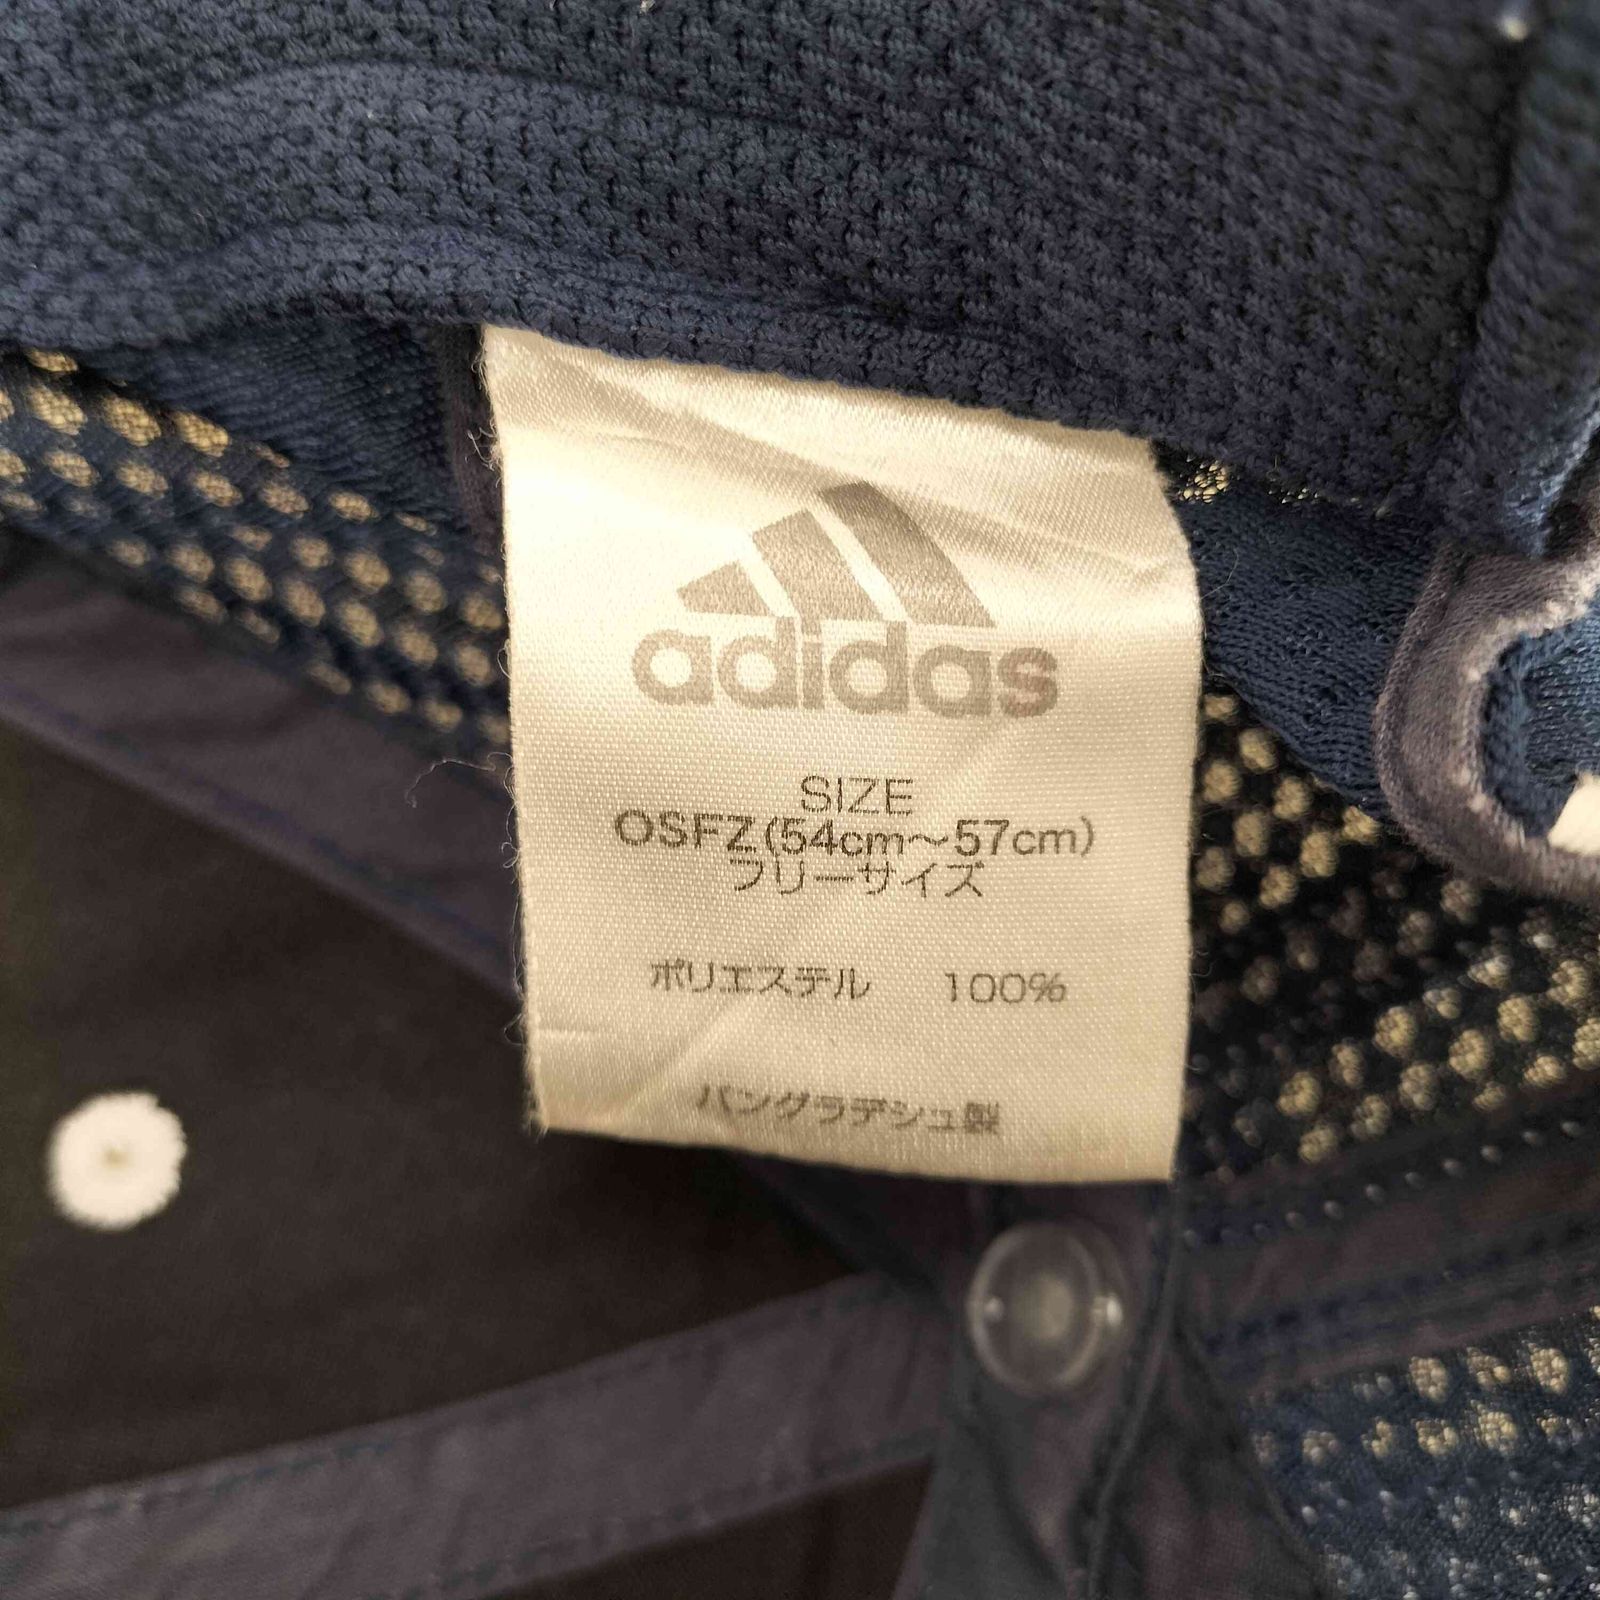 adidas
SIZE
OSFZ(54cm～57cm)
フリーサイズ
ポリエステル 100%
バングラデシュ製